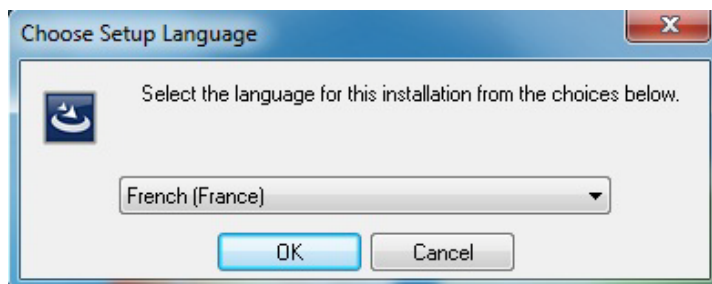 Choose Setup Language
Select the language for this installation from the choices below.
French (France)
OK
Cancel